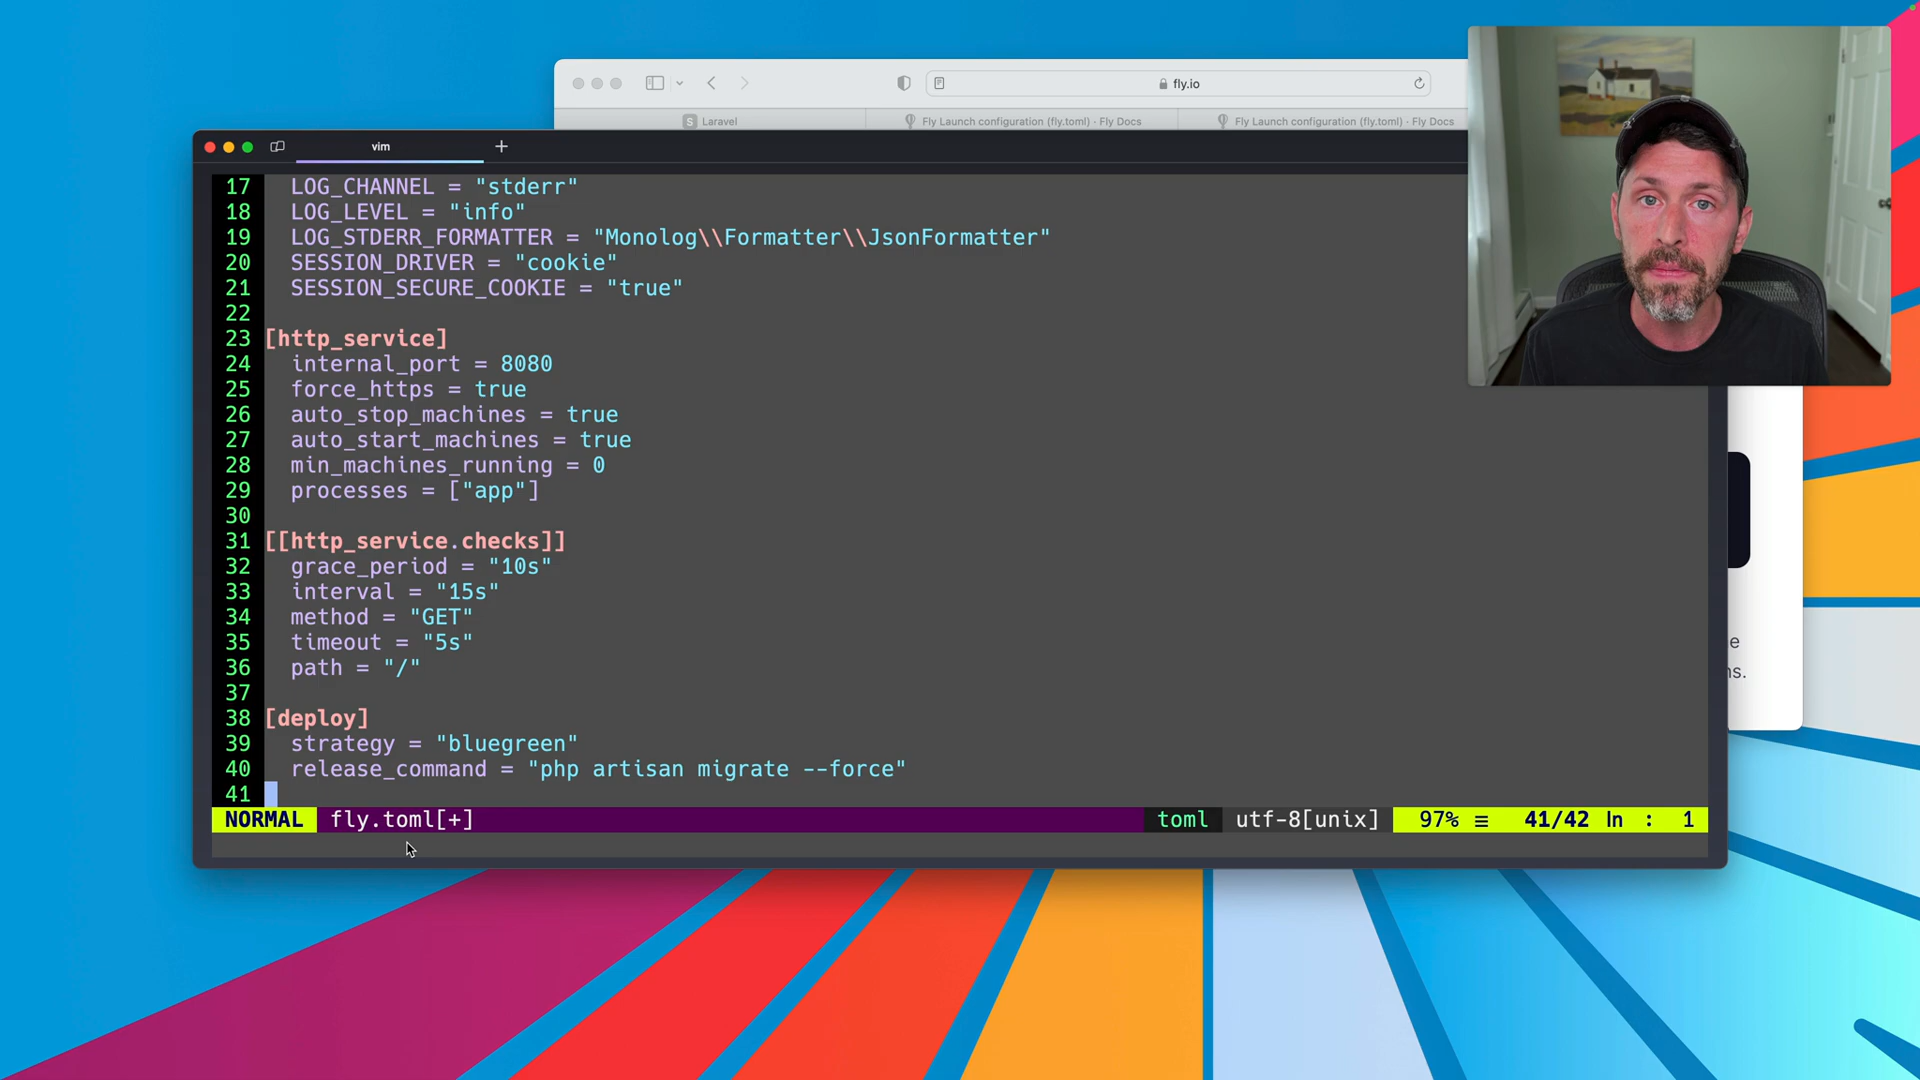 fly.io
Laravel
Fly Launch configuration (fly.toml) · Fly Docs
Fly Launch configuration (fly.toml) · Fly Docs
vim
17 LOG_CHANNEL = "stderr"
18 LOG_LEVEL = "info"
19 LOG_STDERR_FORMATTER = "Monolog\\Formatter\\JsonFormatter"
20 SESSION_DRIVER = "cookie"
21 SESSION_SECURE_COOKIE = "true"
22
23 [http_service]
24 internal_port = 8080
25 force_https = true
26 auto_stop_machines = true
27 auto_start_machines = true
28 min_machines_running = 0
29 processes = ["app"]
30
31 [[http_service.checks]]
32 grace_period = "10s"
33 interval = "15s"
34 method = "GET"
35 timeout = "5s"
36 path = "/"
37
38 [deploy]
39 strategy = "bluegreen"
40 release_command = "php artisan migrate --force"
41
NORMAL fly.toml[+] toml utf-8[unix] 97% ≡ 41/42 ln : 1